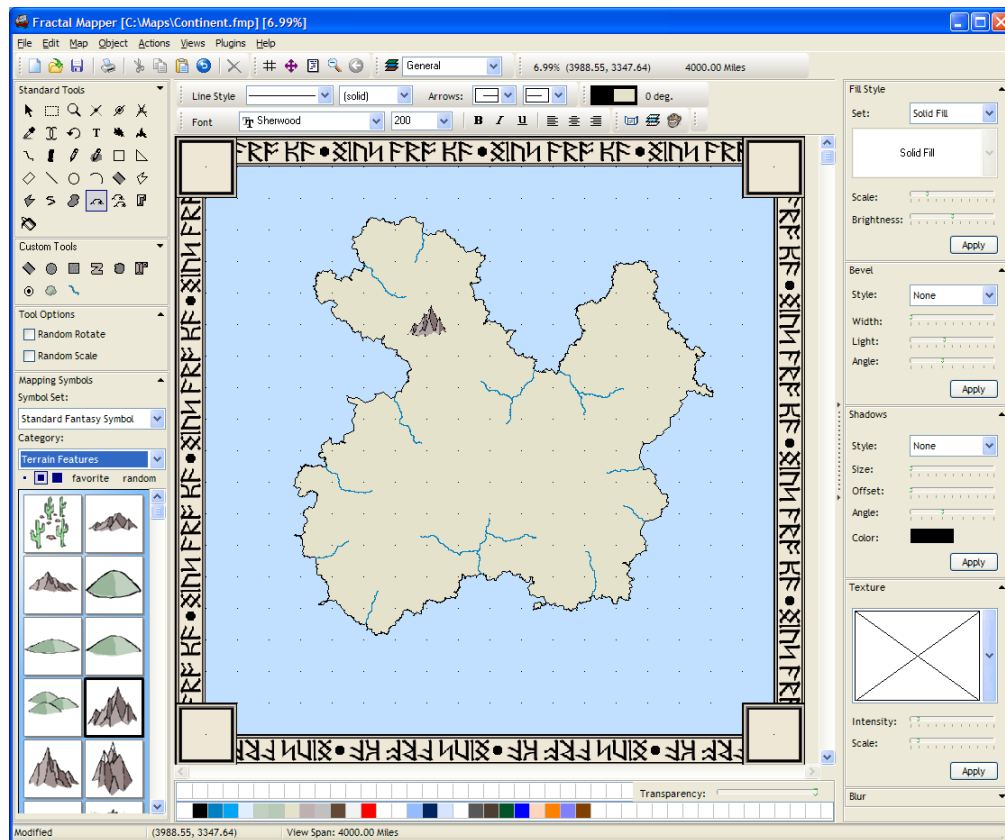 Fractal Mapper [C:\Maps\Continent.fmp] [6.99%]
File Edit Map Object Actions Views Plugins Help
General 6.99% (3988.55, 3347.64) 4000.00 Miles
Standard Tools
Line Style (solid) Arrows: 0 deg.
Font Sherwood 200 B I U
Custom Tools
Tool Options
Random Rotate
Random Scale
Mapping Symbols
Symbol Set:
Standard Fantasy Symbol
Category:
Terrain Features
favorite random
Fill Style
Set: Solid Fill
Solid Fill
Scale:
Brightness:
Apply
Bevel
Style: None
Width:
Light:
Angle:
Apply
Shadows
Style: None
Size:
Offset:
Angle:
Color:
Apply
Texture
Intensity:
Scale:
Apply
Blur
Transparency:
Modified (3988.55, 3347.64) View Span: 4000.00 Miles